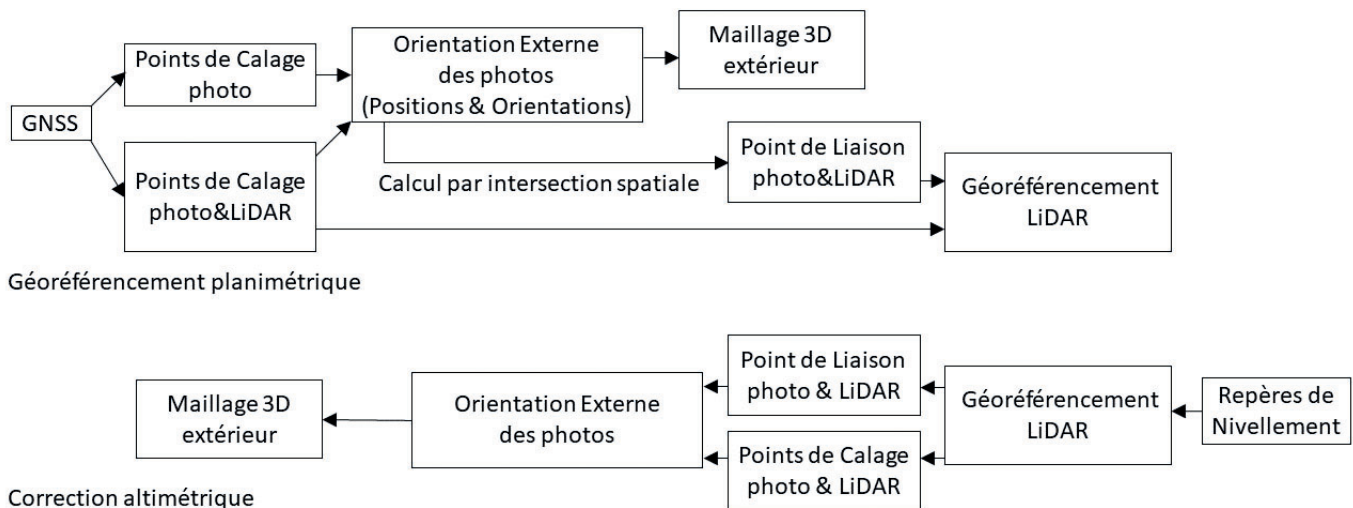 GNSS
Points de Calage
photo
Points de Calage
photo&LiDAR
Orientation Externe
des photos
(Positions & Orientations)
Maillage 3D
extérieur
Calcul par intersection spatiale
Point de Liaison
photo&LiDAR
Géoréférencement
LiDAR
Géoréférencement planimétrique
Maillage 3D
extérieur
Orientation Externe
des photos
Point de Liaison
photo & LiDAR
Points de Calage
photo & LiDAR
Géoréférencement
LiDAR
Repères de
Nivellement
Correction altimétrique